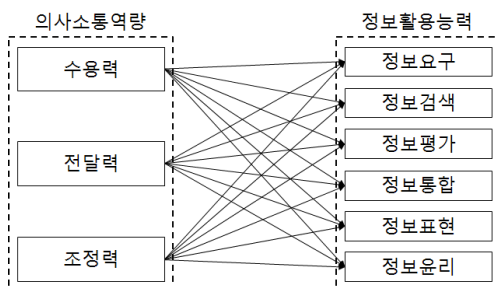 의사소통역량
정보활용능력
수용력
전달력
조정력
정보요구
정보검색
정보평가
정보통합
정보표현
정보윤리